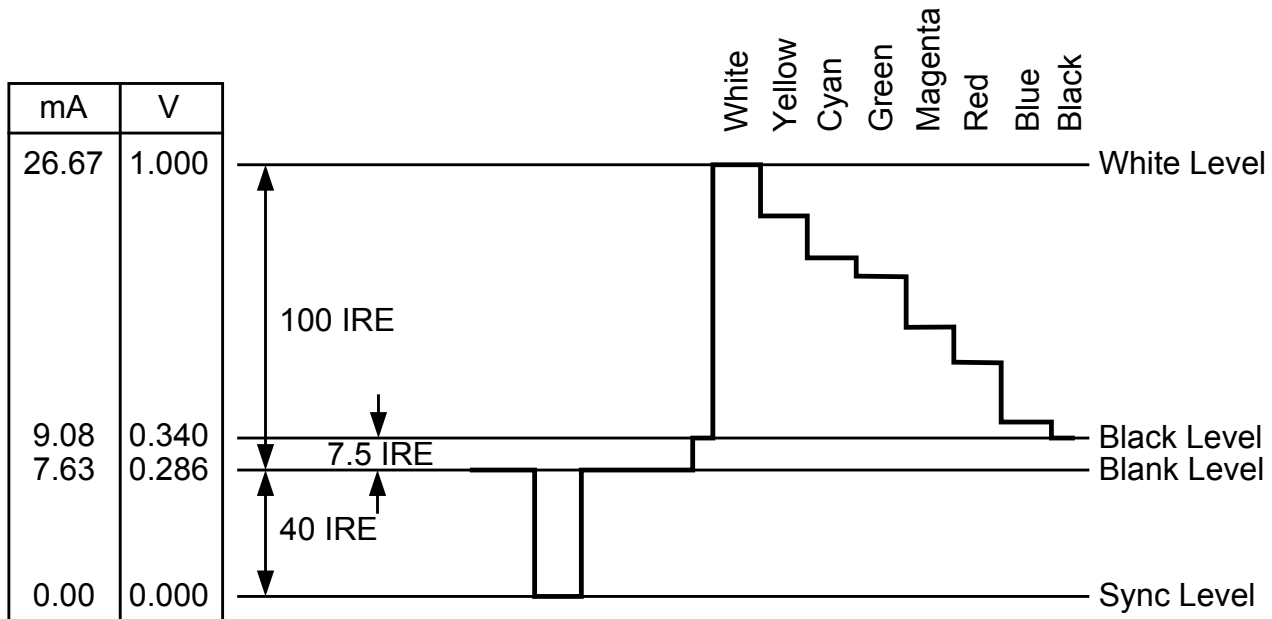 White
Yellow
Cyan
Green
Magenta
Red
Blue
Black
mA V
26.67 1.000 White Level
100 IRE
9.08 0.340 Black Level
7.5 IRE
7.63 0.286 Blank Level
40 IRE
0.00 0.000 Sync Level